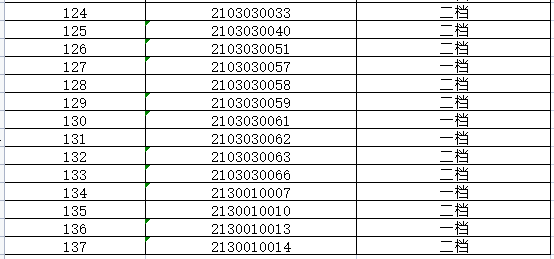 124 2103030033 二档
125 2103030040 二档
126 2103030051 二档
127 2103030057 一档
128 2103030058 二档
129 2103030059 二档
130 2103030061 一档
131 2103030062 一档
132 2103030063 二档
133 2103030066 二档
134 2130010007 一档
135 2130010010 二档
136 2130010013 一档
137 2130010014 二档